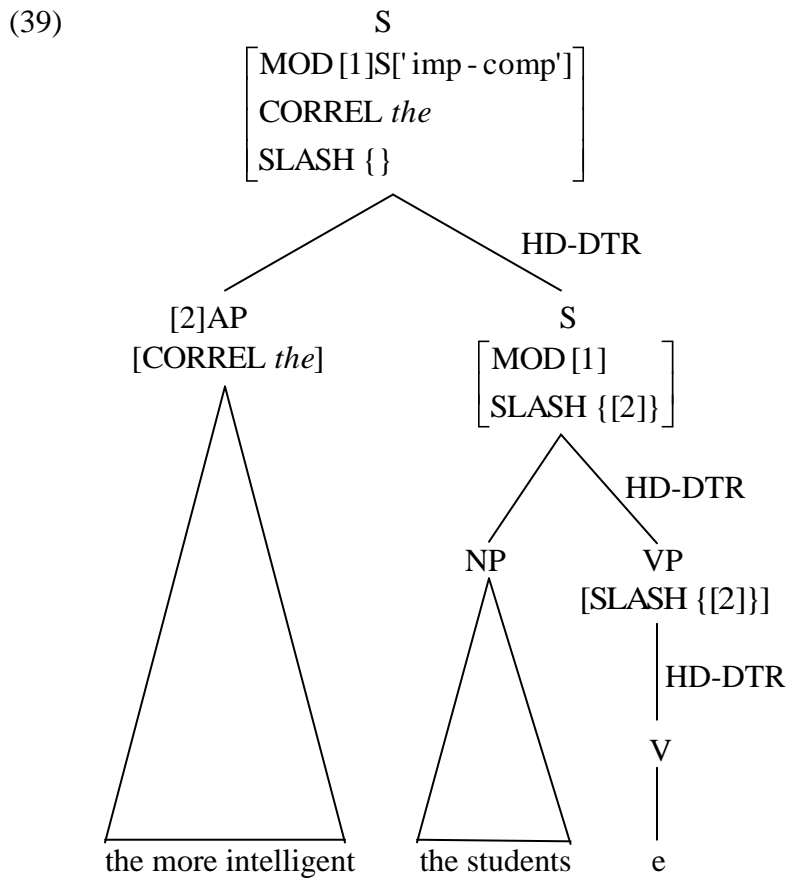 (39) S
[MOD [1]S['imp - comp']
CORREL the
SLASH {}]
HD-DTR
[2]AP S
[CORREL the] [MOD [1]
SLASH {[2]}]
HD-DTR
NP VP
[SLASH {[2]}]
HD-DTR
V
the more intelligent the students e